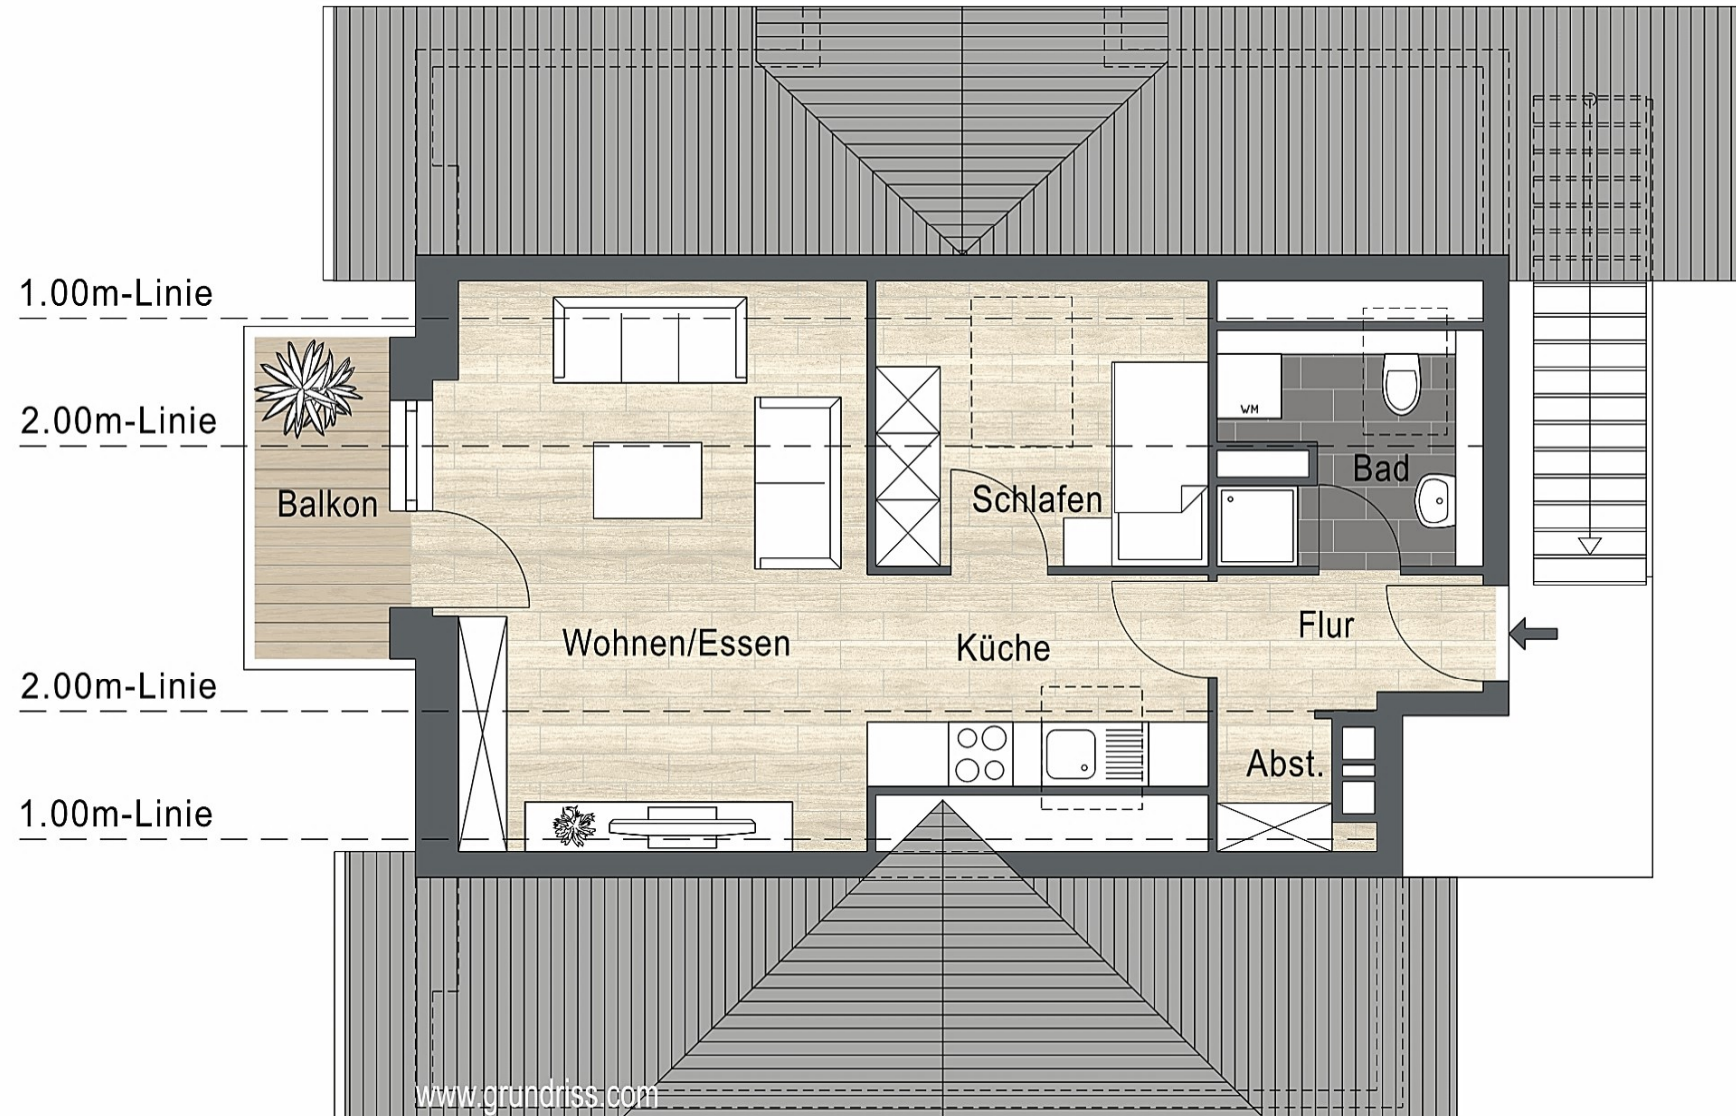 1.00m-Linie
2.00m-Linie
WM
Bad
Balkon
Schlafen
Flur
Wohnen/Essen
Küche
2.00m-Linie
Abst.
1.00m-Linie
www.grundriss.com